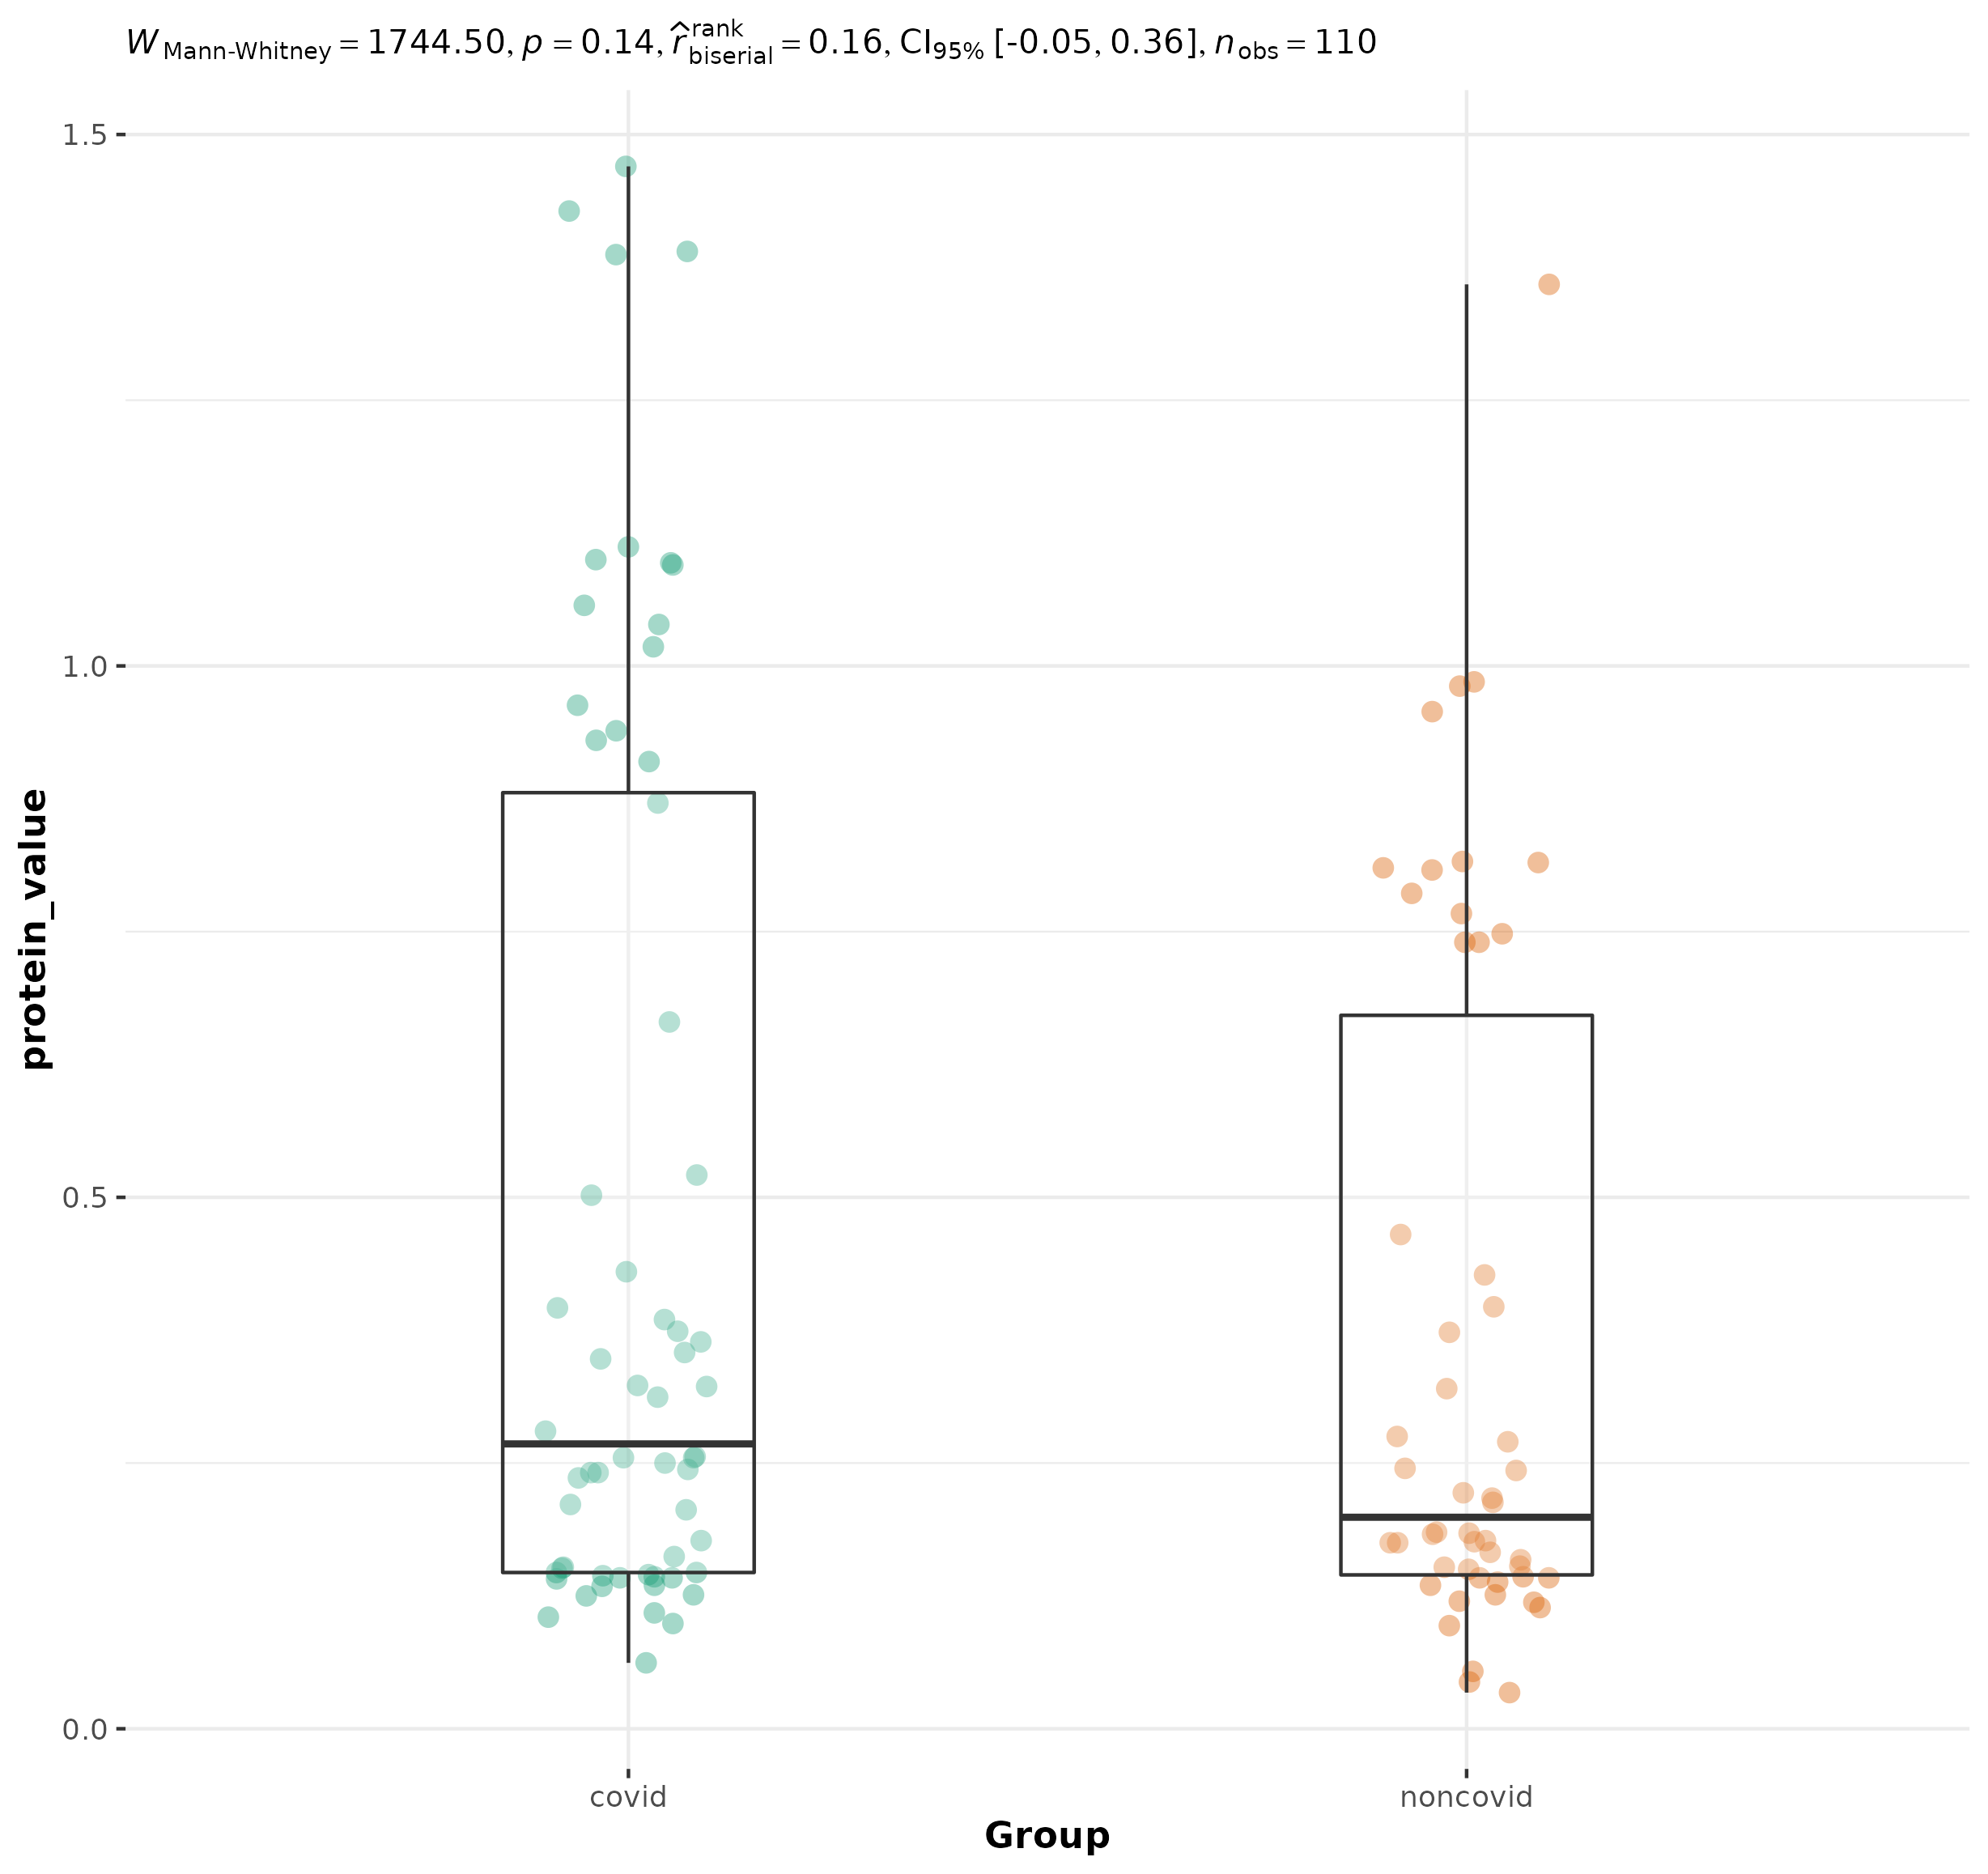 W Mann-Whitney = 1744.50, p = 0.14, r̂ rank biserial = 0.16, CI95% [-0.05, 0.36], n obs = 110
1.5
1.0
0.5
0.0
protein_value
covid
noncovid
Group